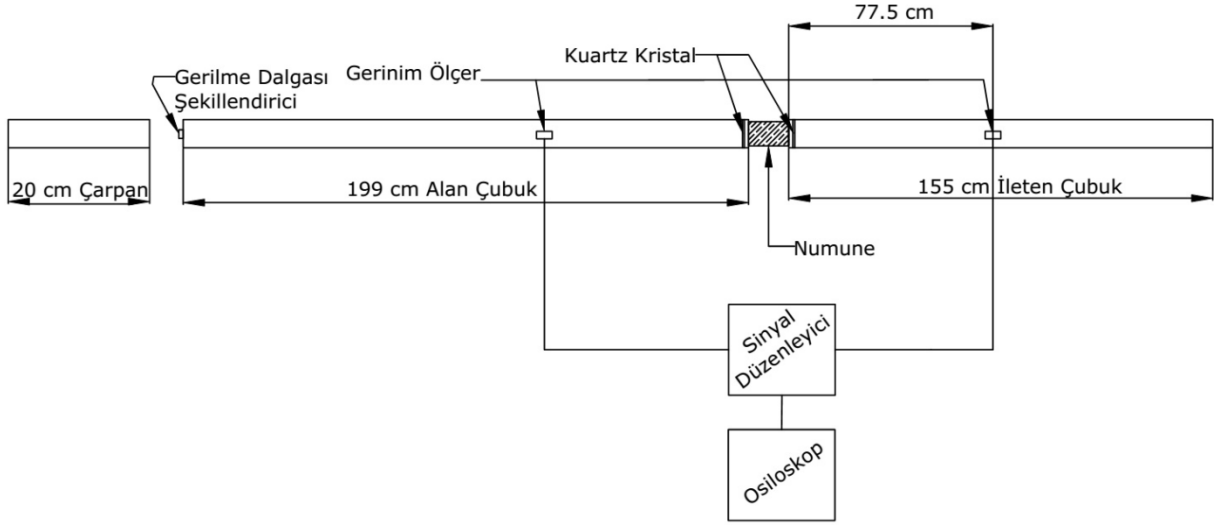 77.5 cm
Kuartz Kristal
Gerilme Dalgası
Şekillendirici
Gerinim Ölçer
20 cm Çarpan
199 cm Alan Çubuk
155 cm İleten Çubuk
Numune
Sinyal
Düzenleyici
Osiloskop